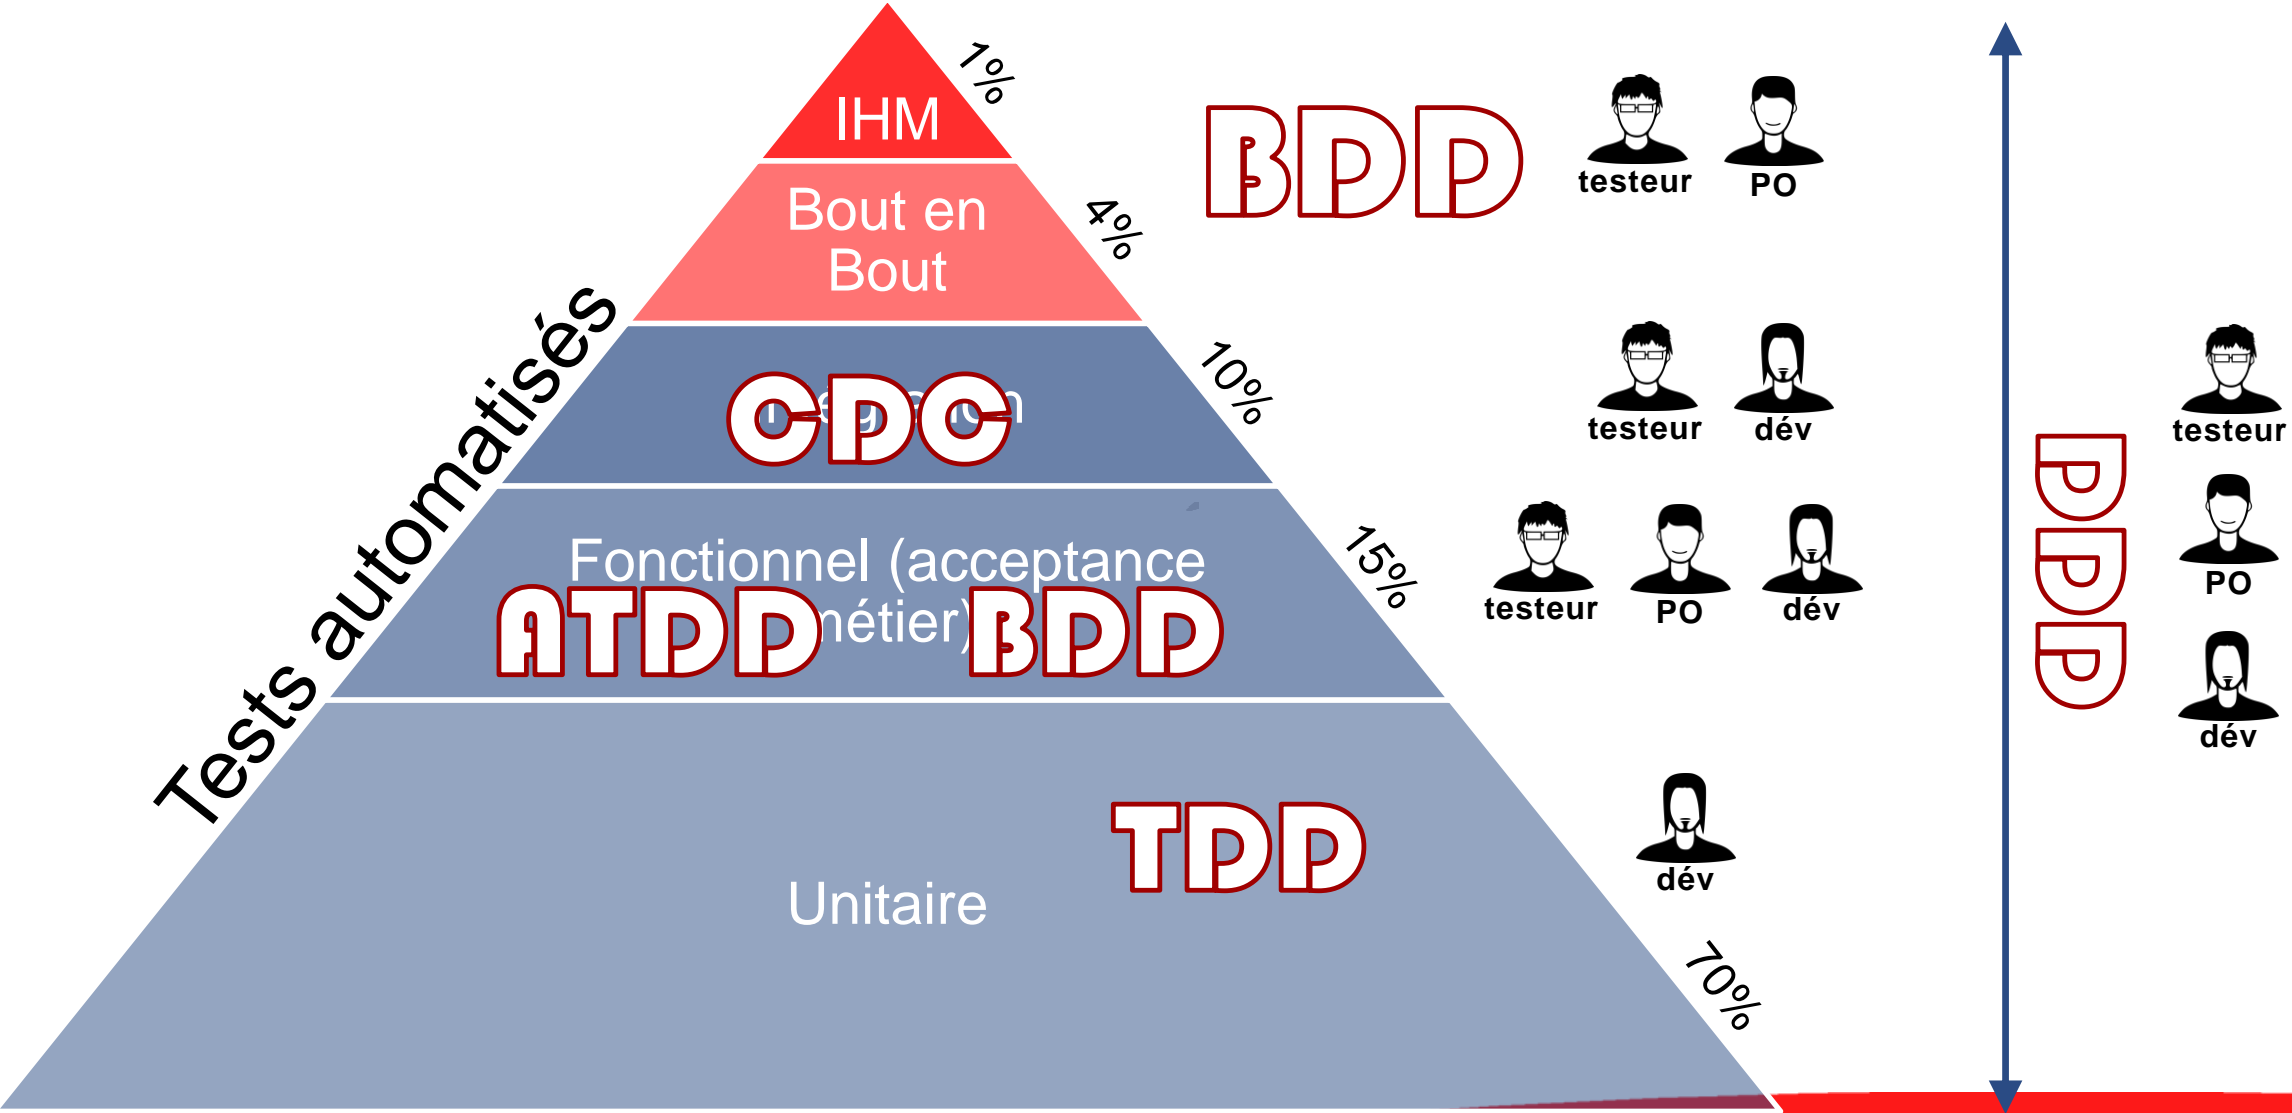 IHM
1%
BDD
testeur
PO
Bout en
Bout
4%
Tests automatisés
CDC
10%
testeur
dév
Fonctionnel (acceptance
ATDD
BDD
15%
testeur
PO
dév
Unitaire
TDD
dév
70%
DDD
testeur
PO
dév